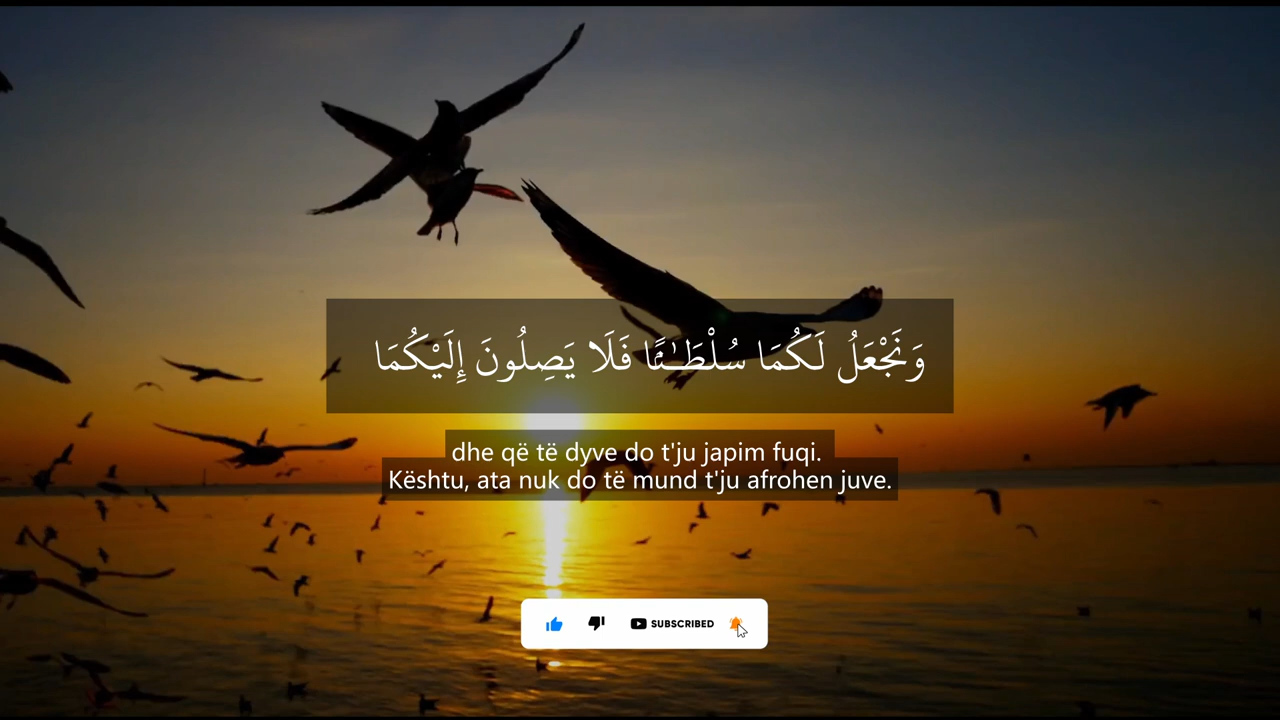 وَنَجْعَلُ لَكُمَا سُلْطَـٰنًۭا فَلَا يَصِلُونَ إِلَيْكُمَا
dhe që të dyve do t'ju japim fuqi.
Kështu, ata nuk do të mund t'ju afrohen juve.
SUBSCRIBED